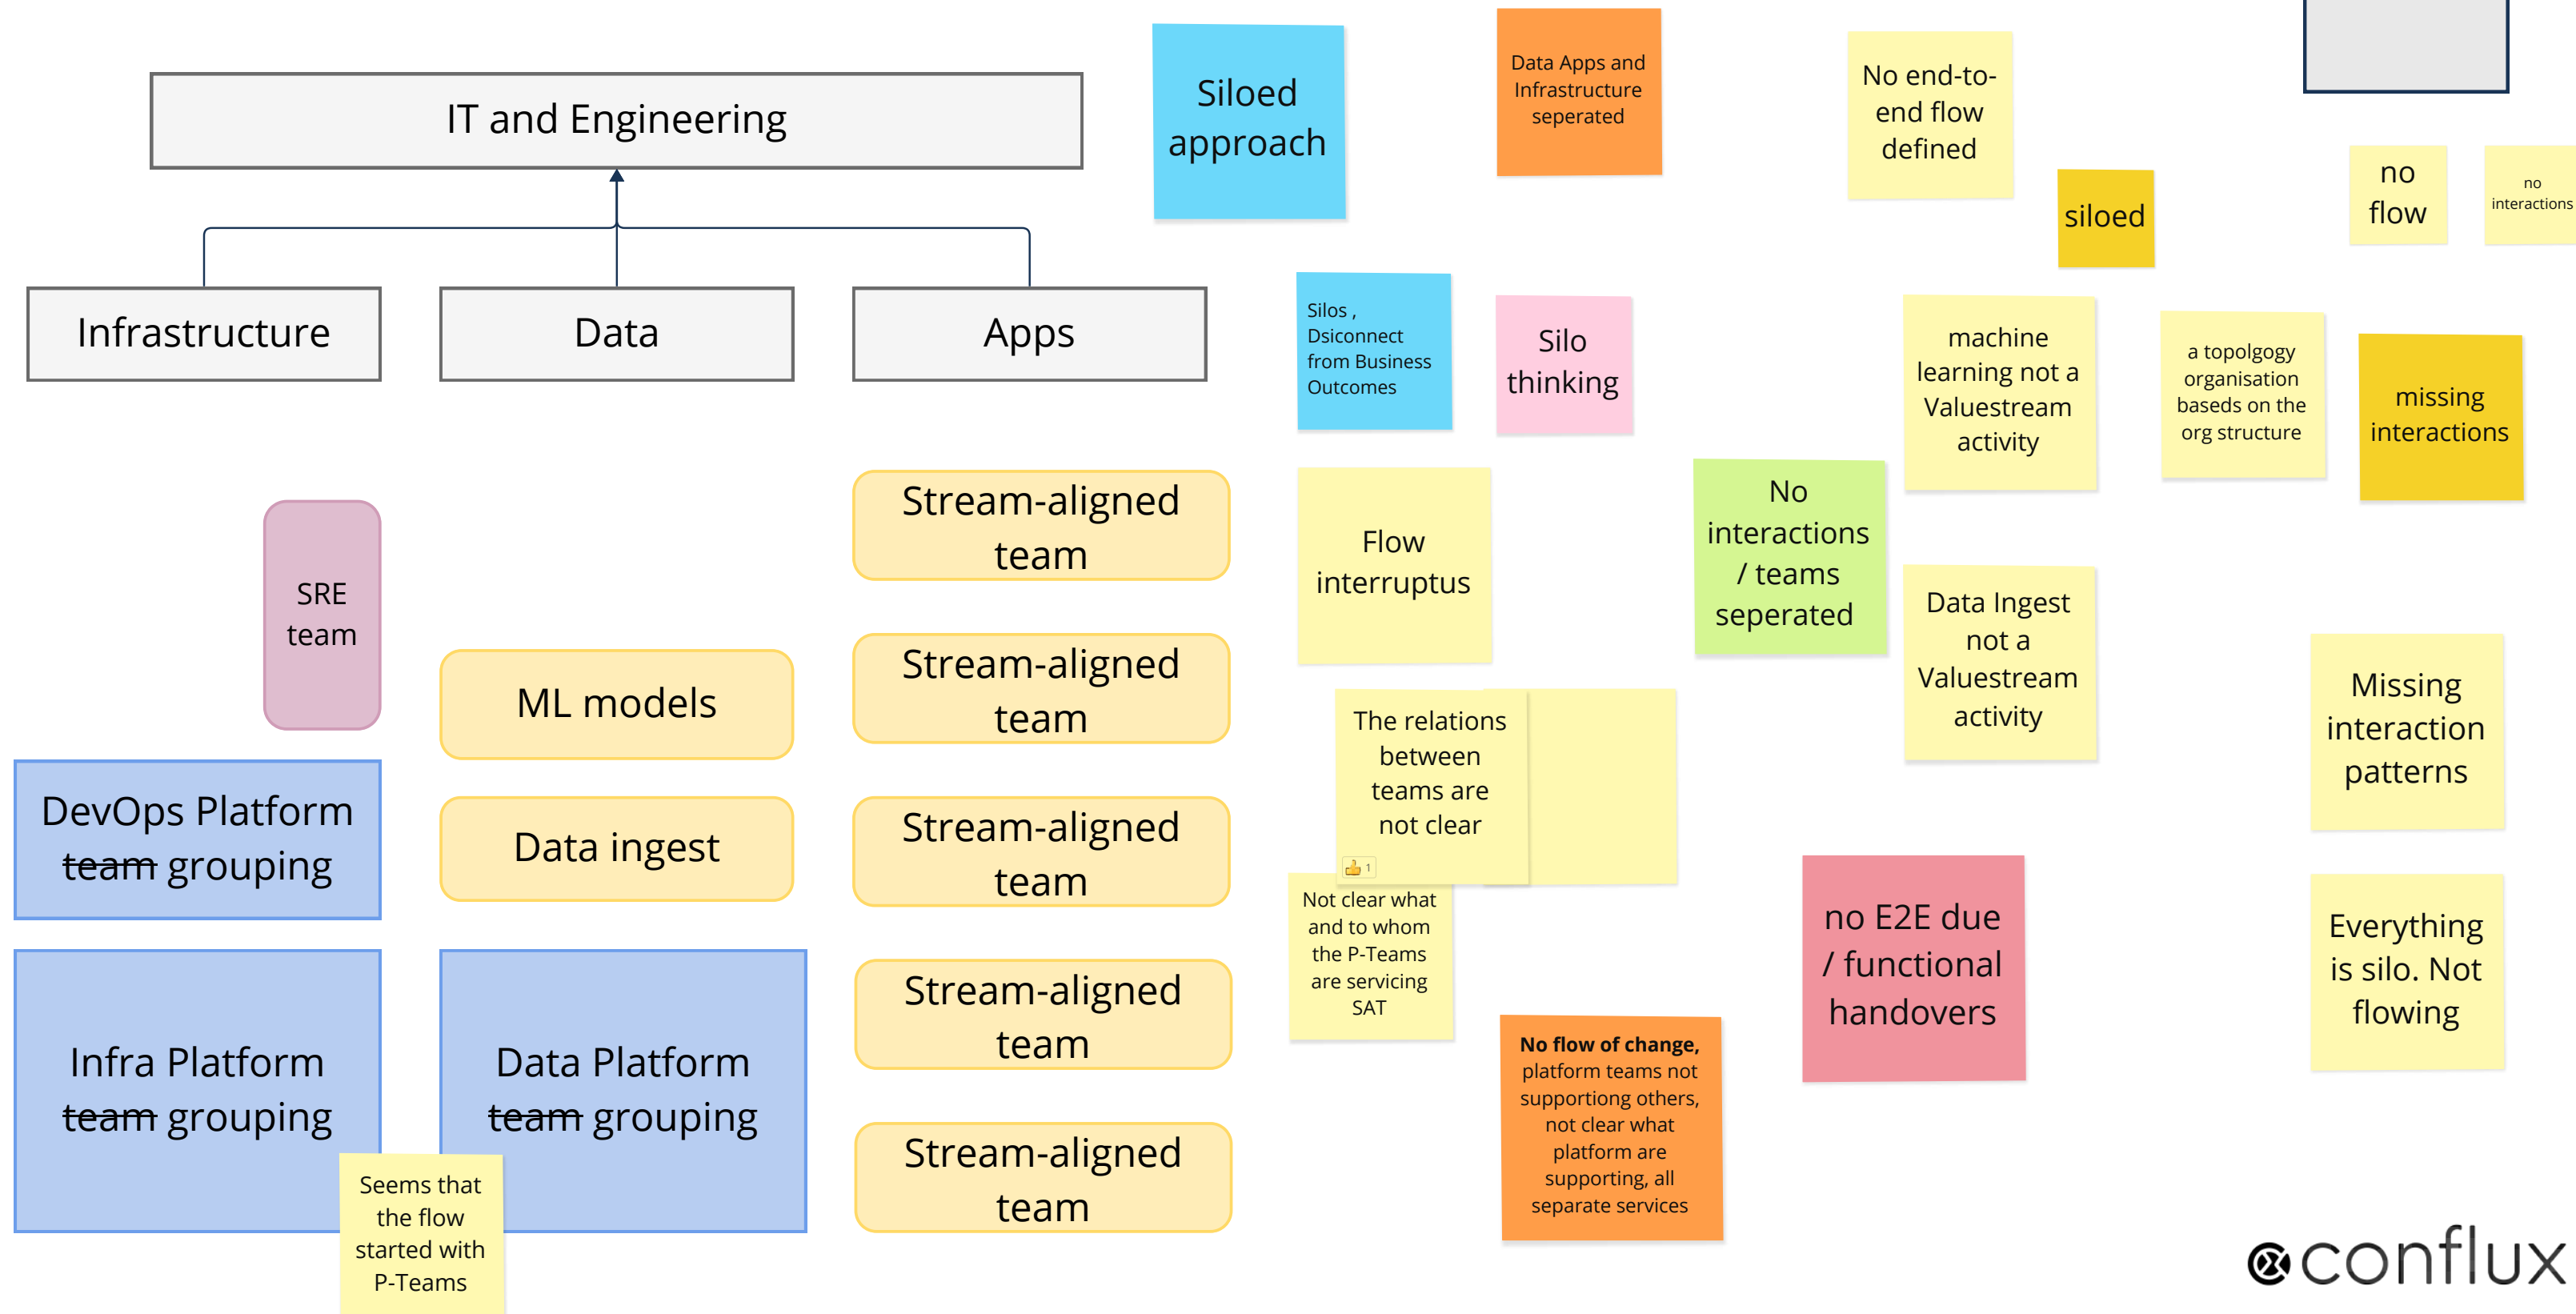 IT and Engineering
Infrastructure
Data
Apps
SRE
team
DevOps Platform
team grouping
Infra Platform
team grouping
ML models
Data ingest
Data Platform
team grouping
Seems that
the flow
started with
P-Teams
Stream-aligned
team
Stream-aligned
team
Stream-aligned
team
Stream-aligned
team
Stream-aligned
team
Siloed
approach
Data Apps and
Infrastructure
seperated
No end-to-
end flow
defined
siloed
no
flow
no
interactions
Silos ,
Dsiconnect
from Business
Outcomes
Silo
thinking
machine
learning not a
Valuestream
activity
a topolgogy
organisation
baseds on the
org structure
missing
interactions
Flow
interruptus
No
interactions
/ teams
seperated
Data Ingest
not a
Valuestream
activity
Missing
interaction
patterns
The relations
between
teams are
not clear
1
Not clear what
and to whom
the P-Teams
are servicing
SAT
No flow of change,
platform teams not
supportiong others,
not clear what
platform are
supporting, all
separate services
no E2E due
/ functional
handovers
Everything
is silo. Not
flowing
conflux